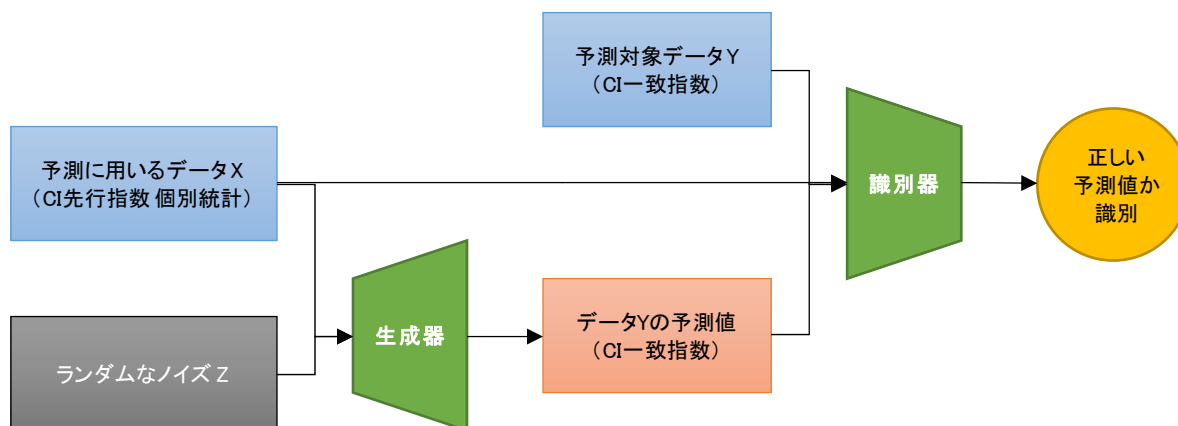 予測対象データY
（CI一致指数）
予測に用いるデータX
（CI先行指数 個別統計）
識別器
正しい
予測値か
識別
生成器
データYの予測値
（CI一致指数）
ランダムなノイズ Z